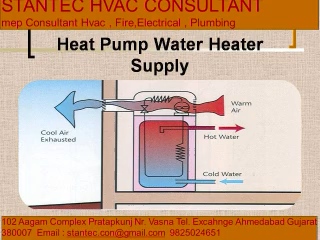 STANTEC HVAC CONSULTANT
mep Consultant Hvac , Fire,Electrical , Plumbing
Heat Pump Water Heater
Supply
Warm
Air
Cool Air
Exhausted
Hot Water
Cold Water
102 Aagam Complex Pratapkunj Nr. Vasna Tel. Excahnge Ahmedabad Gujarat
380007 Email : stantec.con@gmail.com 9825024651